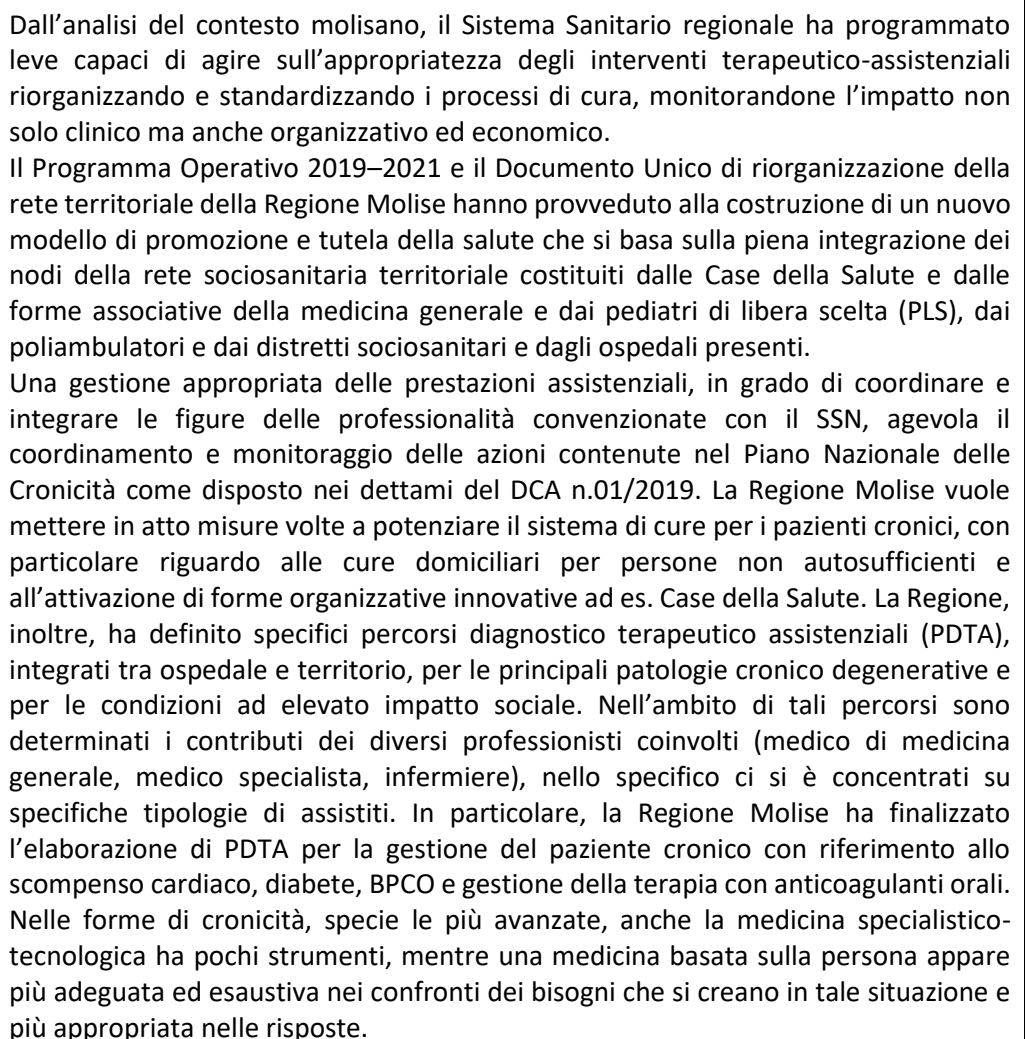 Dall’analisi del contesto molisano, il Sistema Sanitario regionale ha programmato
leve capaci di agire sull’appropriatezza degli interventi terapeutico-assistenziali
riorganizzando e standardizzando i processi di cura, monitorandone l’impatto non
solo clinico ma anche organizzativo ed economico.
Il Programma Operativo 2019–2021 e il Documento Unico di riorganizzazione della
rete territoriale della Regione Molise hanno provveduto alla costruzione di un nuovo
modello di promozione e tutela della salute che si basa sulla piena integrazione dei
nodi della rete sociosanitaria territoriale costituiti dalle Case della Salute e dalle
forme associative della medicina generale e dai pediatri di libera scelta (PLS), dai
poliambulatori e dai distretti sociosanitari e dagli ospedali presenti.
Una gestione appropriata delle prestazioni assistenziali, in grado di coordinare e
integrare le figure delle professionalità convenzionate con il SSN, agevola il
coordinamento e monitoraggio delle azioni contenute nel Piano Nazionale delle
Cronicità come disposto nei dettami del DCA n.01/2019. La Regione Molise vuole
mettere in atto misure volte a potenziare il sistema di cure per i pazienti cronici, con
particolare riguardo alle cure domiciliari per persone non autosufficienti e
all’attivazione di forme organizzative innovative ad es. Case della Salute. La Regione,
inoltre, ha definito specifici percorsi diagnostico terapeutico assistenziali (PDTA),
integrati tra ospedale e territorio, per le principali patologie cronico degenerative e
per le condizioni ad elevato impatto sociale. Nell’ambito di tali percorsi sono
determinati i contributi dei diversi professionisti coinvolti (medico di medicina
generale, medico specialista, infermiere), nello specifico ci si è concentrati su
specifiche tipologie di assistiti. In particolare, la Regione Molise ha finalizzato
l’elaborazione di PDTA per la gestione del paziente cronico con riferimento allo
scompenso cardiaco, diabete, BPCO e gestione della terapia con anticoagulanti orali.
Nelle forme di cronicità, specie le più avanzate, anche la medicina specialistico-
tecnologica ha pochi strumenti, mentre una medicina basata sulla persona appare
più adeguata ed esaustiva nei confronti dei bisogni che si creano in tale situazione e
più appropriata nelle risposte.